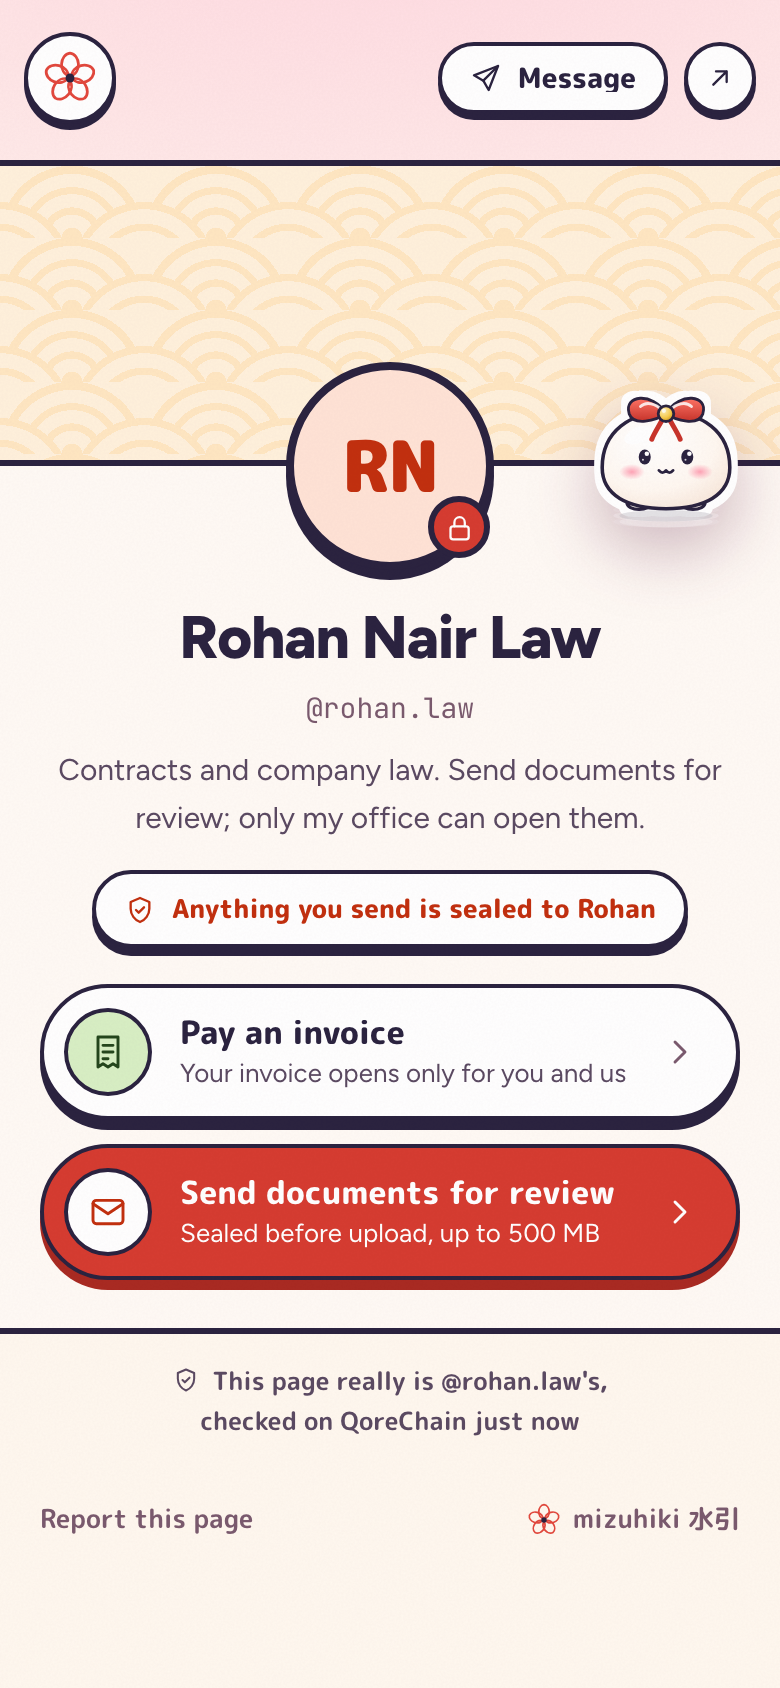 Message
RN
Rohan Nair Law
@rohan.law
Contracts and company law. Send documents for
review; only my office can open them.
Anything you send is sealed to Rohan
Pay an invoice
Your invoice opens only for you and us
Send documents for review
Sealed before upload, up to 500 MB
This page really is @rohan.law's,
checked on QoreChain just now
Report this page
mizuhiki 水引